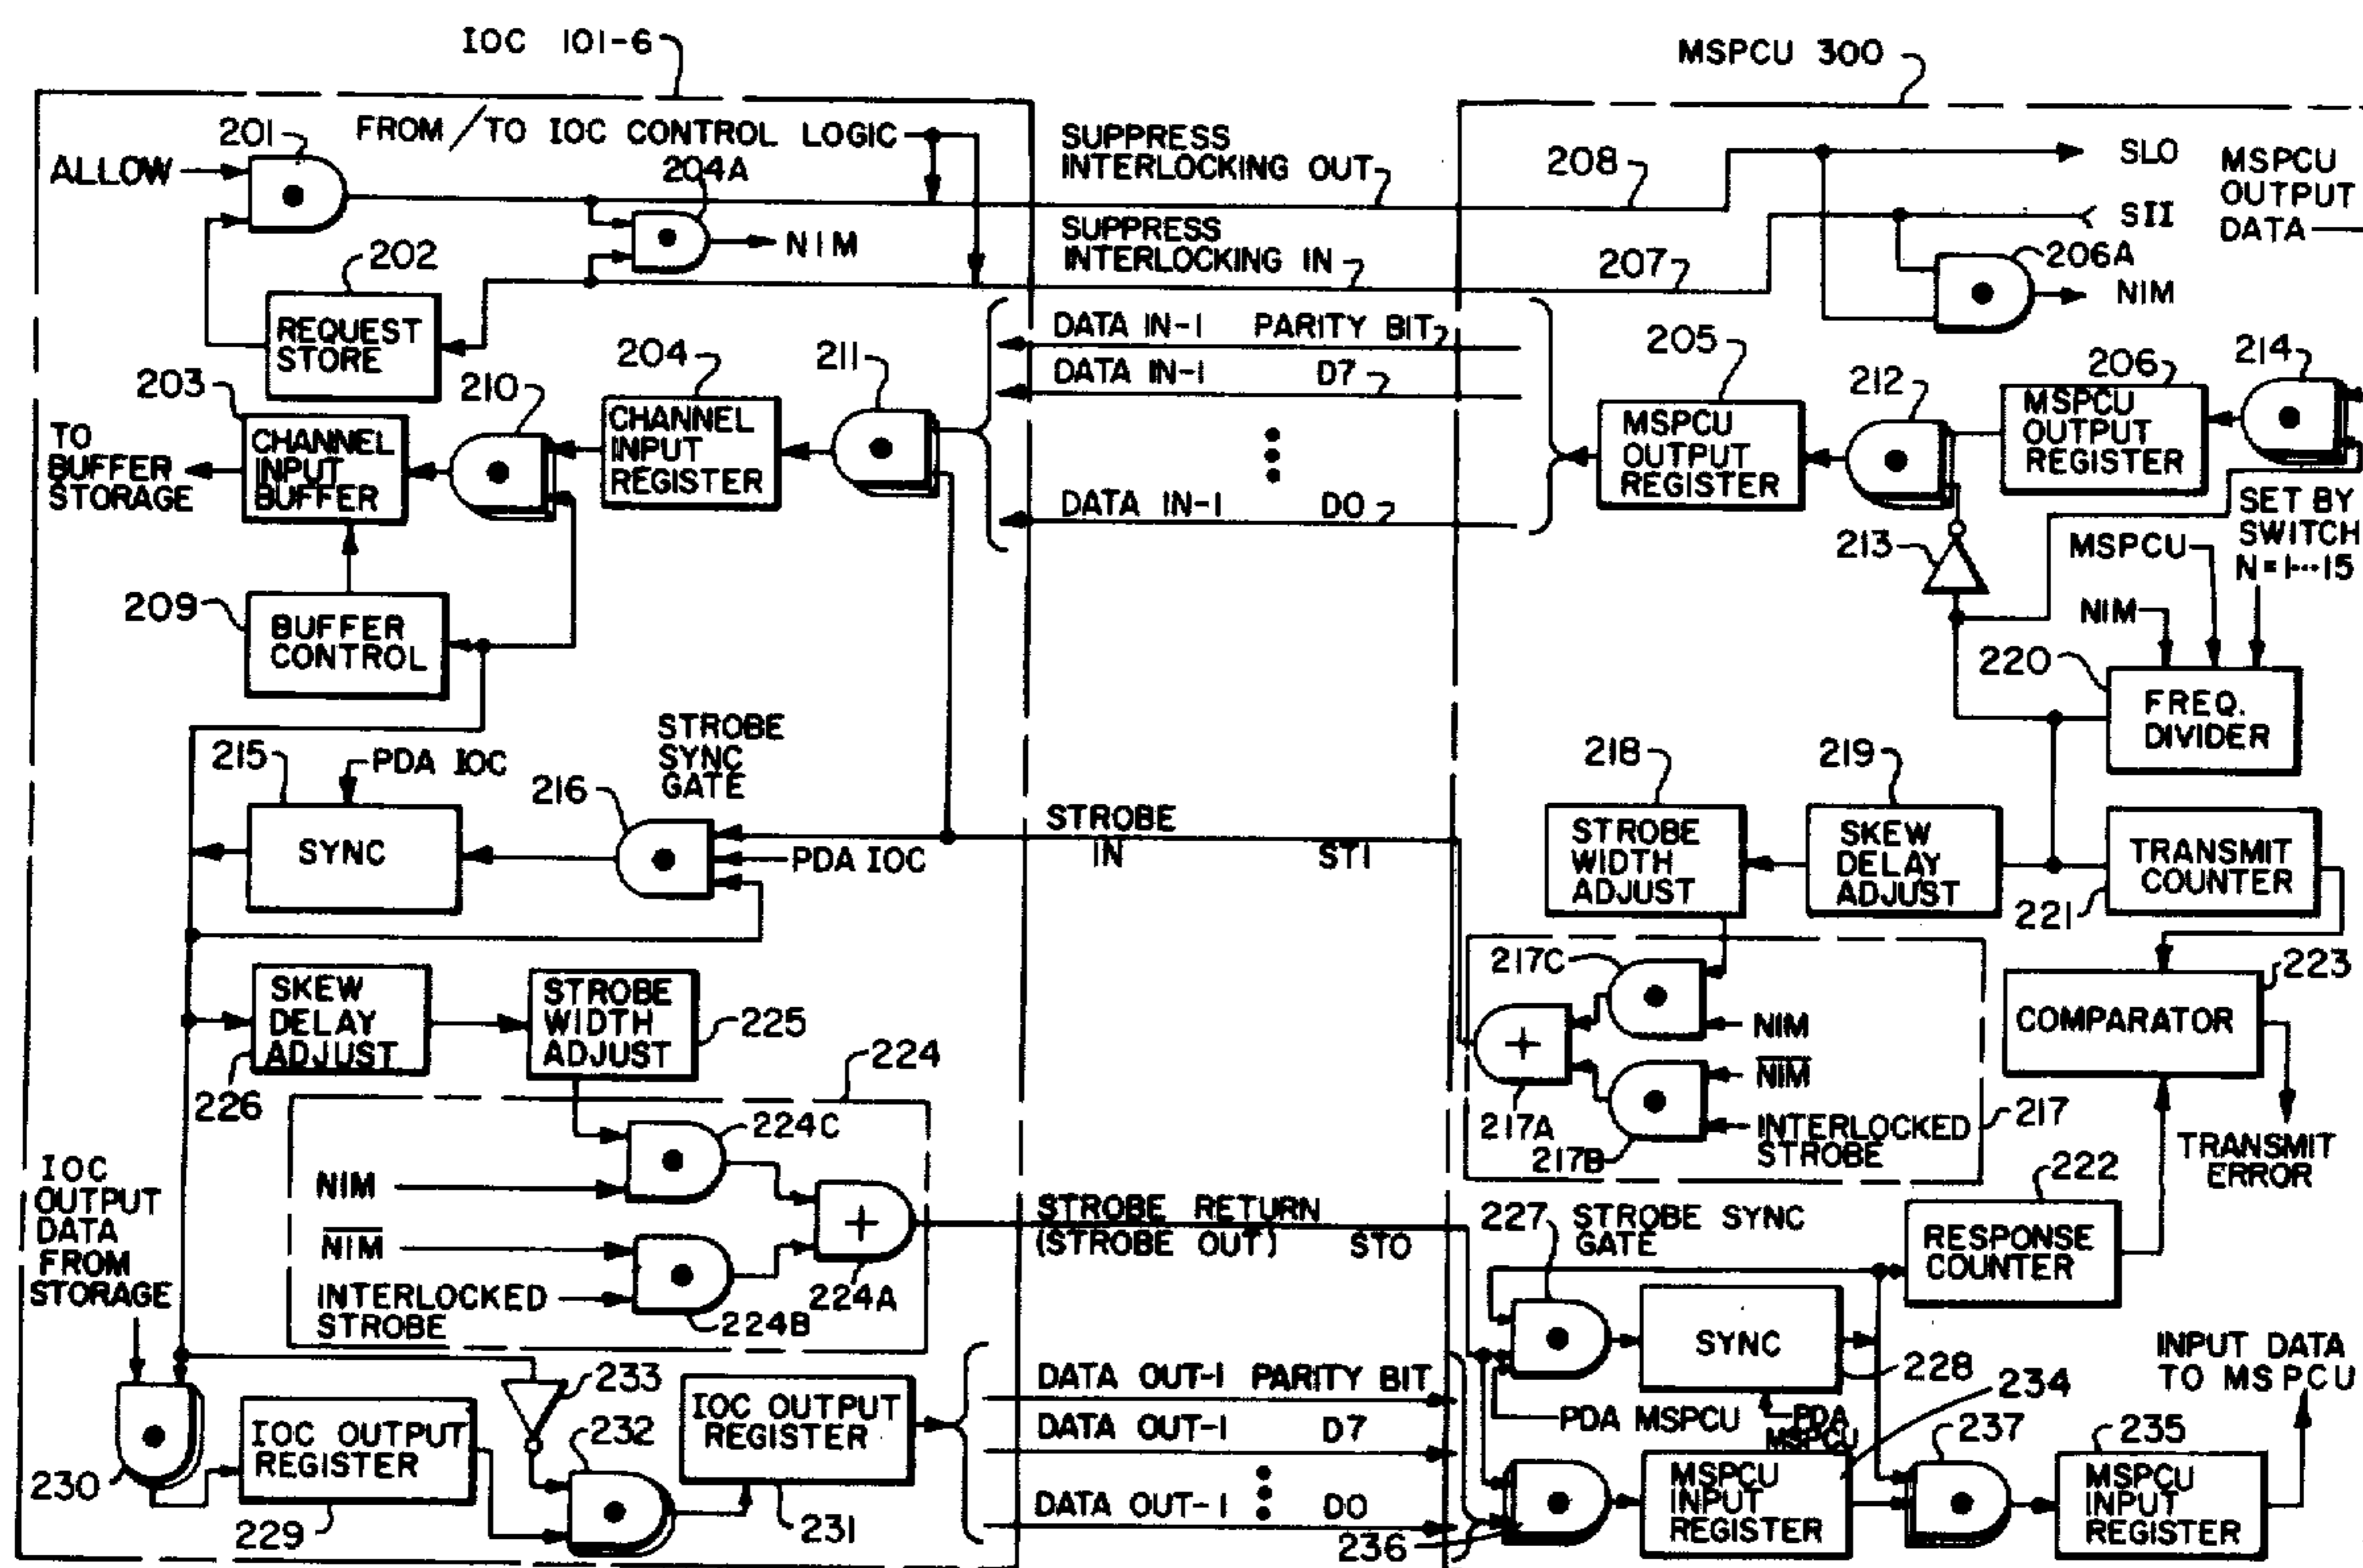 IOC 101-6
MSPCU 300
201
FROM/TO IOC CONTROL LOGIC
ALLOW
204A
NIM
SUPPRESS
INTERLOCKING OUT
208
SLO
SUPPRESS
INTERLOCKING IN
207
SII
206A
NIM
MSPCU
OUTPUT
DATA
202
REQUEST
STORE
203
TO
BUFFER
STORAGE
CHANNEL
INPUT
BUFFER
210
204
CHANNEL
INPUT
REGISTER
211
DATA IN-1 PARITY BIT
DATA IN-1 D7
DATA IN-1 D0
205
MSPCU
OUTPUT
REGISTER
212
213
206
MSPCU
OUTPUT
REGISTER
214
SET BY
SWITCH
N=1...15
MSPCU
NIM
209
BUFFER
CONTROL
220
FREQ.
DIVIDER
215
PDA IOC
SYNC
216
STROBE
SYNC
GATE
PDA IOC
STROBE
IN STI
218
STROBE
WIDTH
ADJUST
219
SKEW
DELAY
ADJUST
TRANSMIT
COUNTER
221
SKEW
DELAY
ADJUST
226
STROBE
WIDTH
ADJUST
225
224
217C
NIM
N̅I̅M̅
217A
217B
INTERLOCKED
STROBE
217
223
COMPARATOR
TRANSMIT
ERROR
IOC
OUTPUT
DATA
FROM
STORAGE
224C
NIM
N̅I̅M̅
INTERLOCKED
STROBE
224B
224A
STROBE RETURN
(STROBE OUT) STO
227
STROBE SYNC
GATE
222
RESPONSE
COUNTER
SYNC
228
PDA MSPCU
PDA
MSPCU
234
INPUT DATA
TO MSPCU
230
IOC OUTPUT
REGISTER
229
233
232
IOC OUTPUT
REGISTER
231
DATA OUT-1 PARITY BIT
DATA OUT-1 D7
DATA OUT-1 D0
236
MSPCU
INPUT
REGISTER
237
235
MSPCU
INPUT
REGISTER